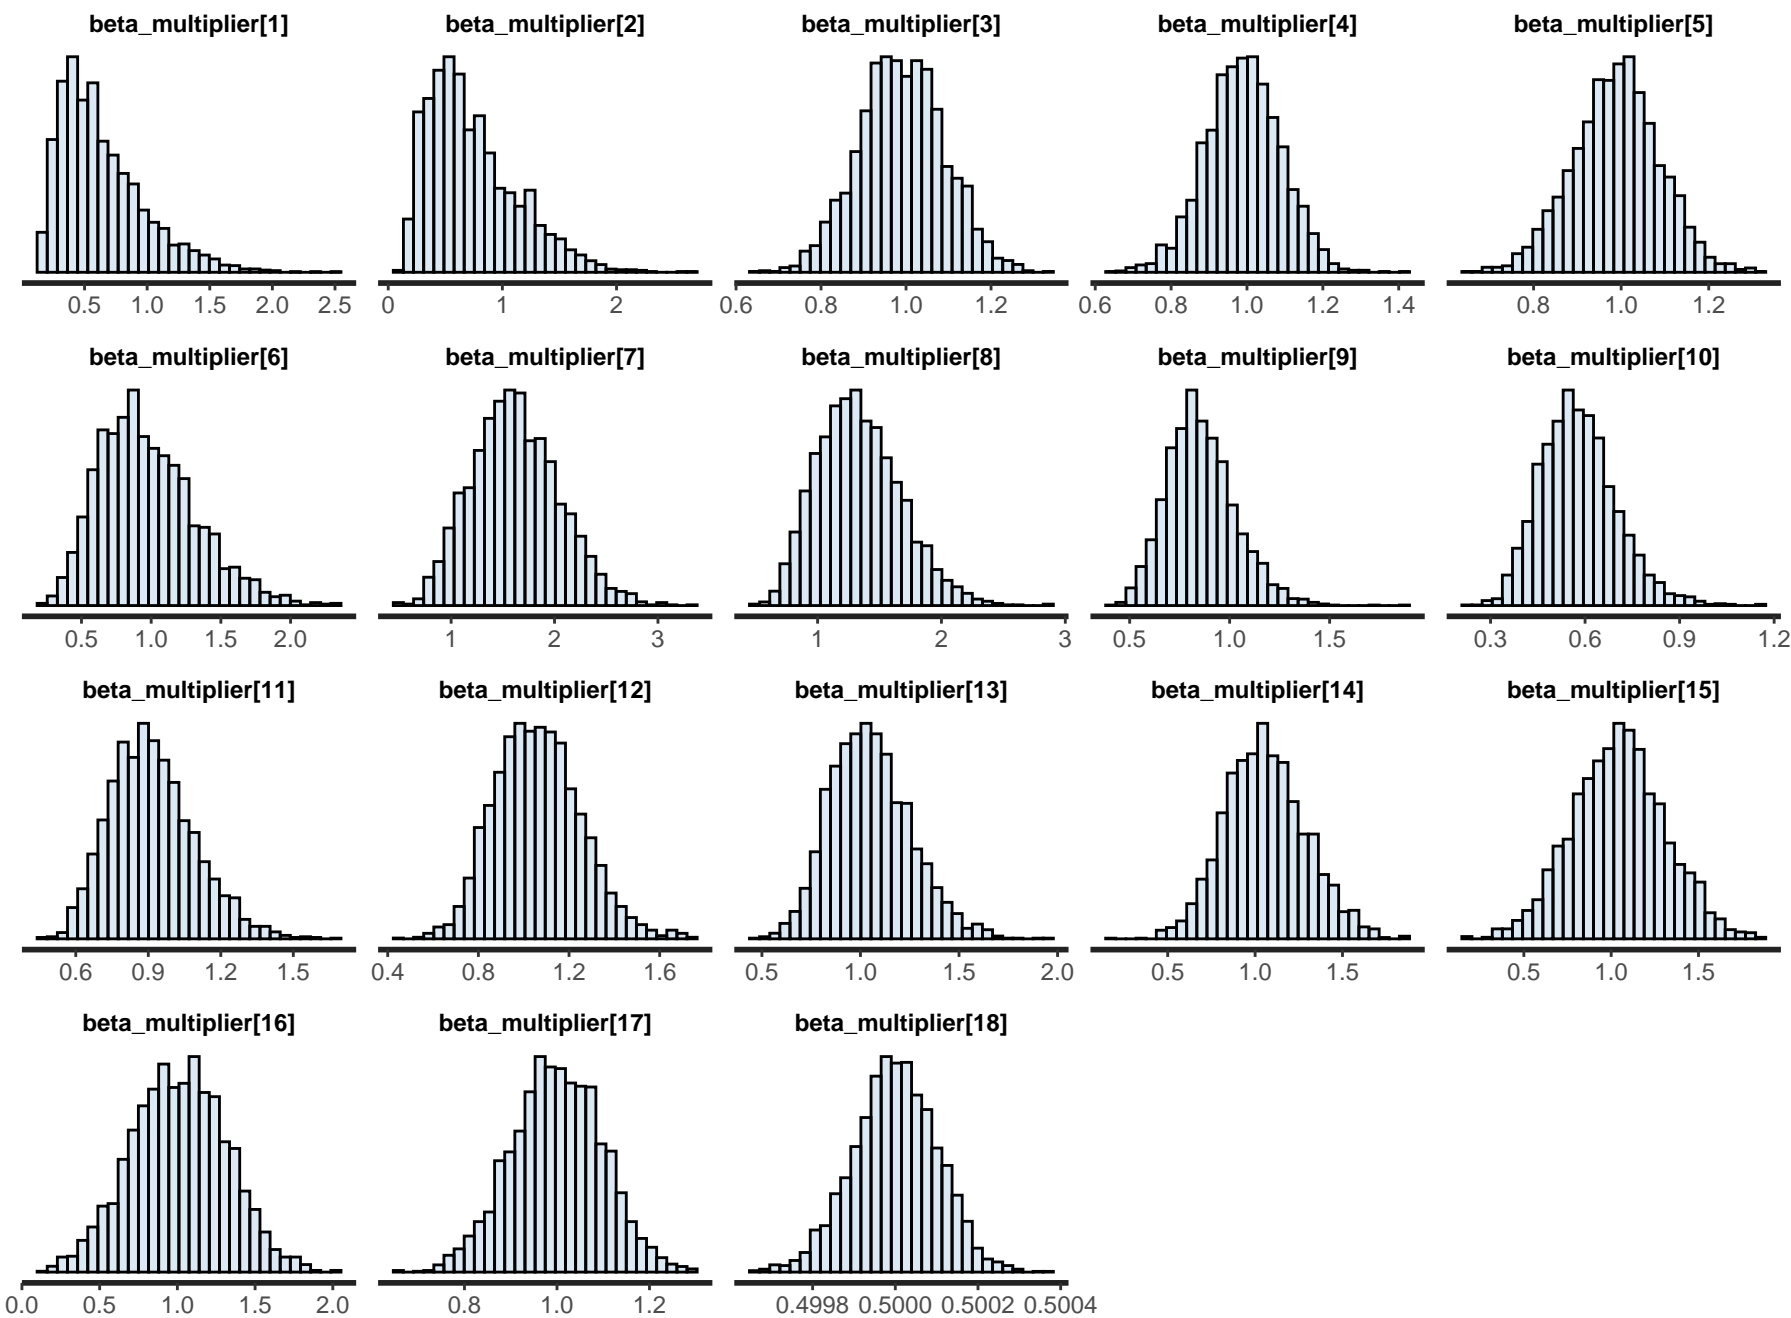 beta_multiplier[1] beta_multiplier[2] beta_multiplier[3] beta_multiplier[4] beta_multiplier[5]
0.5 1.0 1.5 2.0 2.5 0 1 2 0.6 0.8 1.0 1.2 0.6 0.8 1.0 1.2 1.4 0.8 1.0 1.2
beta_multiplier[6] beta_multiplier[7] beta_multiplier[8] beta_multiplier[9] beta_multiplier[10]
0.5 1.0 1.5 2.0 1 2 3 1 2 3 0.5 1.0 1.5 0.3 0.6 0.9 1.2
beta_multiplier[11] beta_multiplier[12] beta_multiplier[13] beta_multiplier[14] beta_multiplier[15]
0.6 0.9 1.2 1.5 0.4 0.8 1.2 1.6 0.5 1.0 1.5 2.0 0.5 1.0 1.5 0.5 1.0 1.5
beta_multiplier[16] beta_multiplier[17] beta_multiplier[18]
0.0 0.5 1.0 1.5 2.0 0.8 1.0 1.2 0.4998 0.5000 0.5002 0.5004